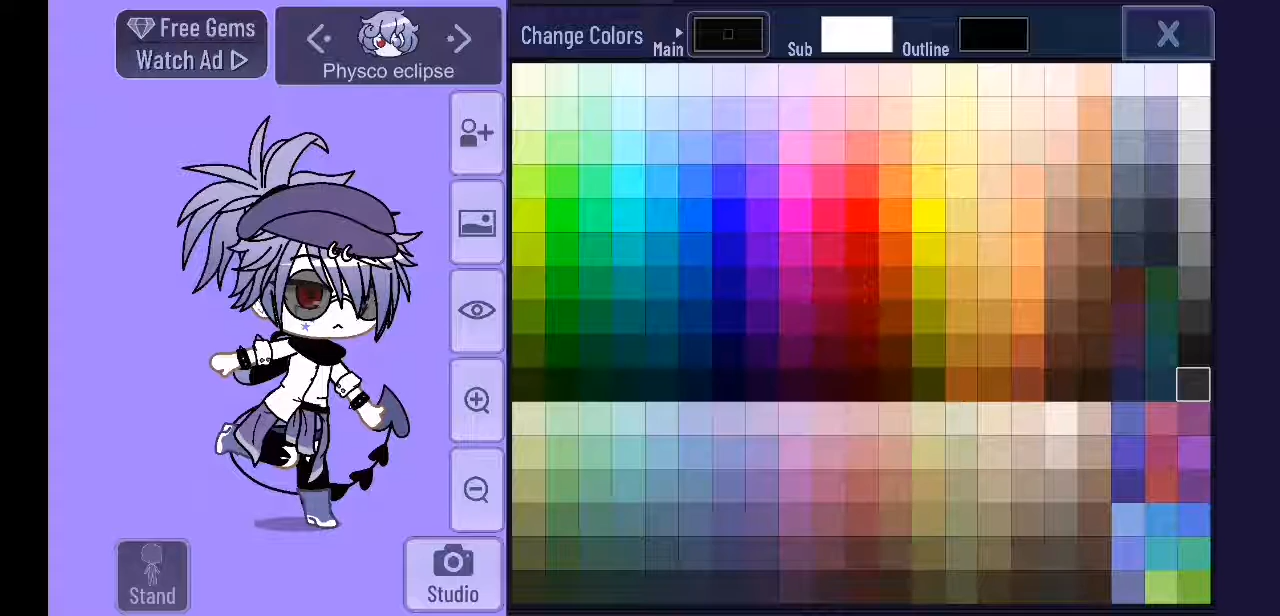 Free Gems
Watch Ad
Physco eclipse
Change Colors
Main
Sub
Outline
X
Stand
Studio